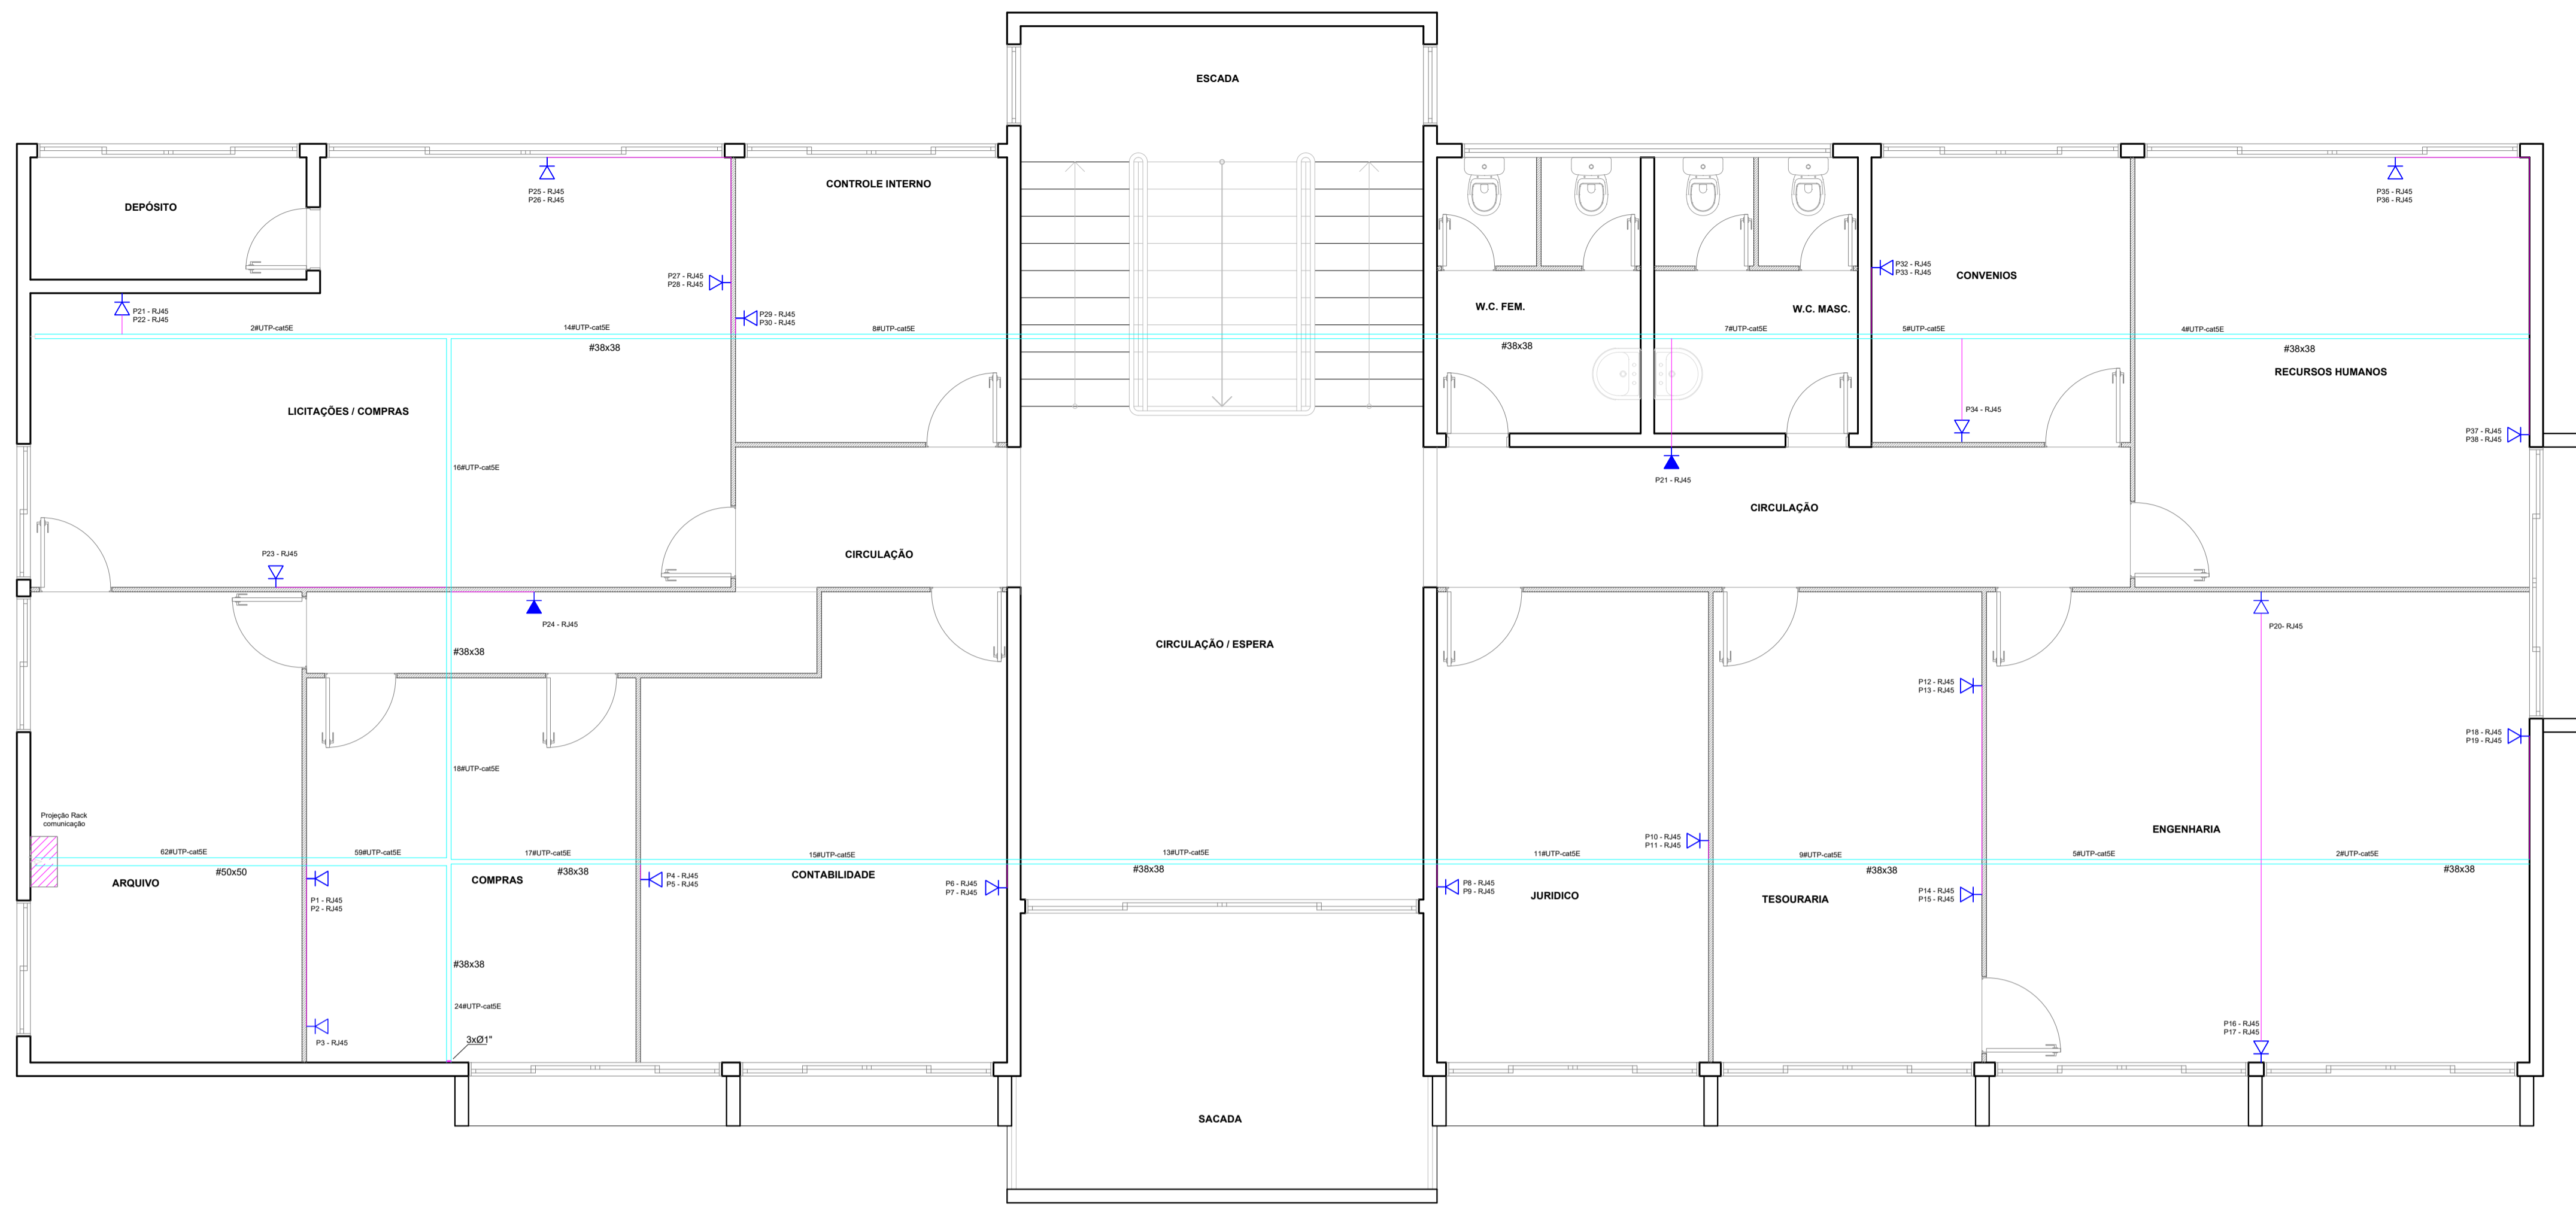 ESCADA
CONTROLE INTERNO
DEPÓSITO
P25 - RJ45
P26 - RJ45
P35 - RJ45
P36 - RJ45
P27 - RJ45
P28 - RJ45
P32 - RJ45
P33 - RJ45
CONVENIOS
W.C. FEM.
W.C. MASC.
P21 - RJ45
P22 - RJ45
P29 - RJ45
P30 - RJ45
2#UTP-cat5E
14#UTP-cat5E
8#UTP-cat5E
7#UTP-cat5E
5#UTP-cat5E
4#UTP-cat5E
#38x38
#38x38
#38x38
RECURSOS HUMANOS
LICITAÇÕES / COMPRAS
P34 - RJ45
P37 - RJ45
P38 - RJ45
16#UTP-cat5E
P21 - RJ45
CIRCULAÇÃO
P23 - RJ45
CIRCULAÇÃO
P24 - RJ45
P20- RJ45
#38x38
CIRCULAÇÃO / ESPERA
P12 - RJ45
P13 - RJ45
P18 - RJ45
P19 - RJ45
18#UTP-cat5E
Projeção Rack
comunicação
P10 - RJ45
P11 - RJ45
ENGENHARIA
62#UTP-cat5E
59#UTP-cat5E
17#UTP-cat5E
15#UTP-cat5E
13#UTP-cat5E
11#UTP-cat5E
9#UTP-cat5E
5#UTP-cat5E
2#UTP-cat5E
#50x50
#38x38
#38x38
#38x38
#38x38
ARQUIVO
COMPRAS
P4 - RJ45
P5 - RJ45
CONTABILIDADE
P6 - RJ45
P7 - RJ45
P8 - RJ45
P9 - RJ45
JURIDICO
TESOURARIA
P14 - RJ45
P15 - RJ45
P1 - RJ45
P2 - RJ45
#38x38
24#UTP-cat5E
P3 - RJ45
3xØ1"
P16 - RJ45
P17 - RJ45
SACADA